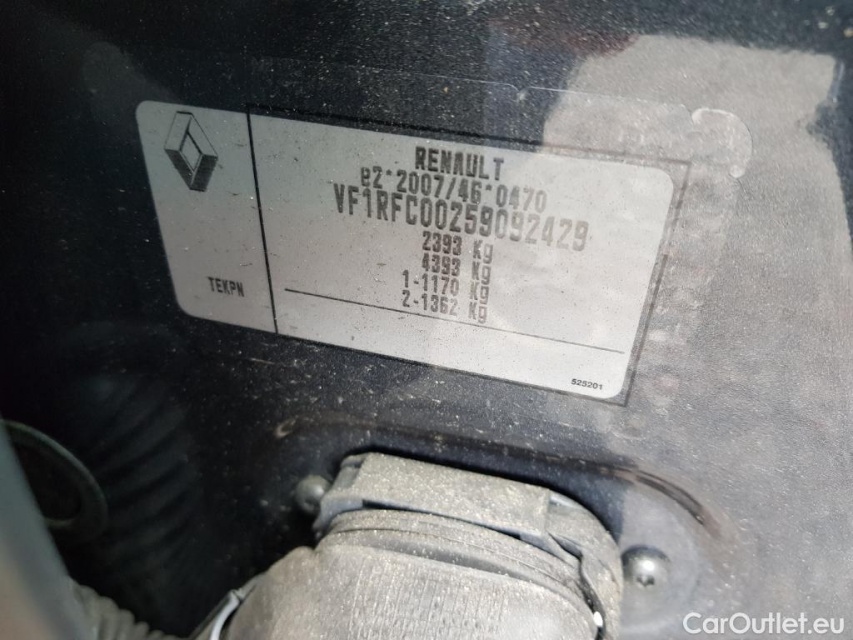 RENAULT
e2*2007/46*0470
VF1RFC00259092429
2393 Kg
4393 Kg
1-1170 Kg
2-1362 Kg
TEKPN
529201
CarOutlet.eu